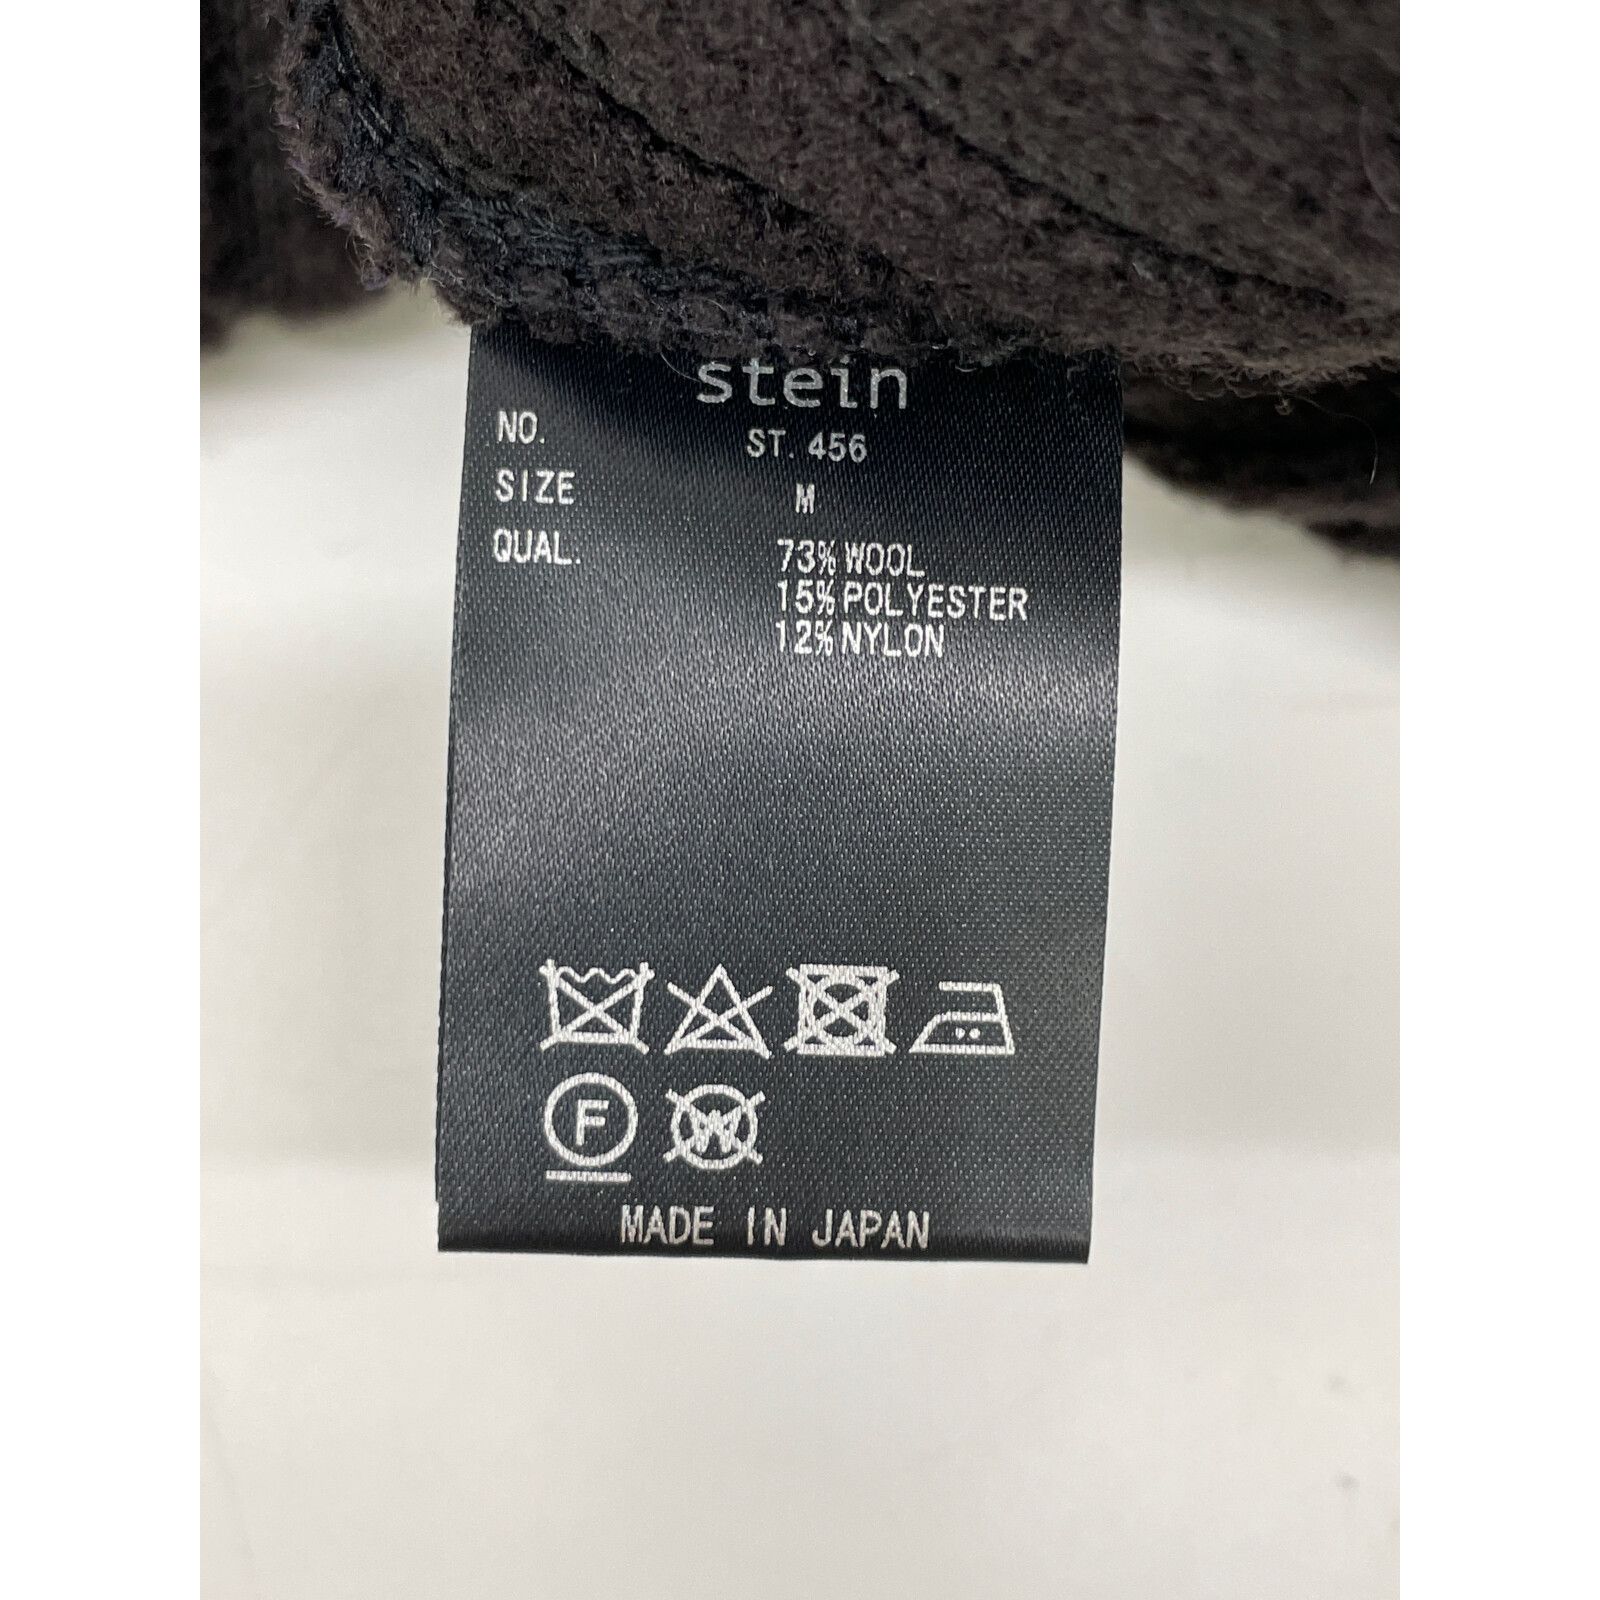 stein
NO. ST. 456
SIZE M
QUAL. 73% WOOL
15% POLYESTER
12% NYLON
F W
MADE IN JAPAN